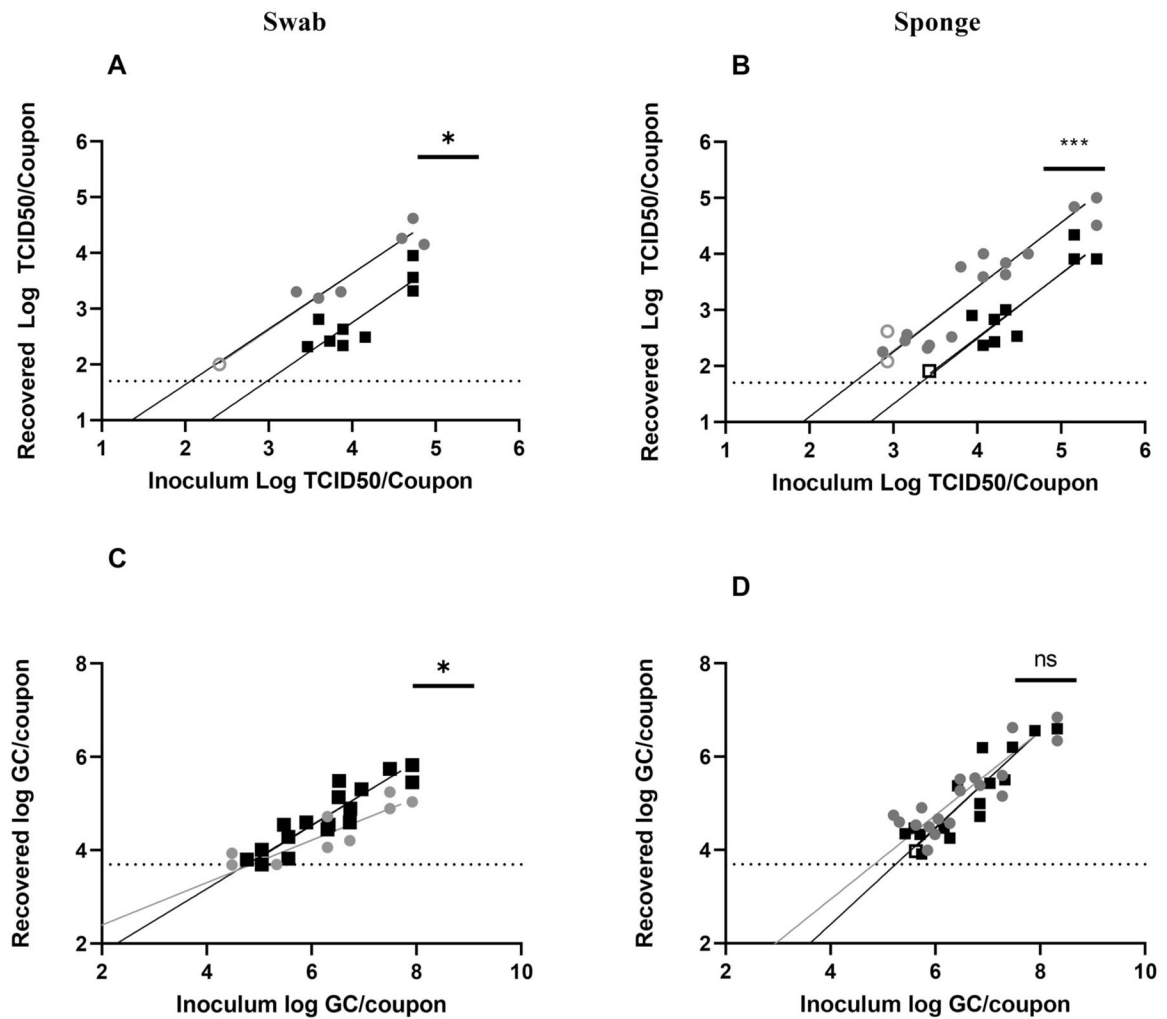 Swab
Sponge
A
Recovered Log TCID50/Coupon
6
5
4
3
2
1
*
1 2 3 4 5 6
Inoculum Log TCID50/Coupon
B
Recovered Log TCID50/Coupon
6
5
4
3
2
1
***
1 2 3 4 5 6
Inoculum Log TCID50/Coupon
C
Recovered log GC/coupon
8
6
4
2
*
2 4 6 8 10
Inoculum log GC/coupon
D
Recovered log GC/coupon
8
6
4
2
ns
2 4 6 8 10
Inoculum log GC/coupon